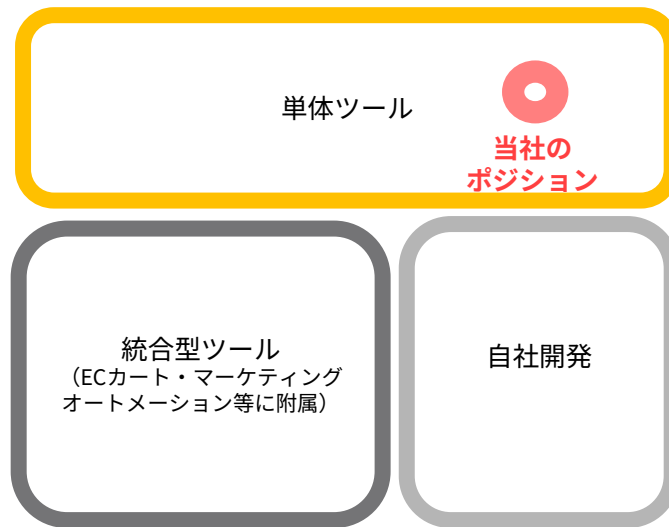 単体ツール
当社の
ポジション
統合型ツール
（ECカート・マーケティング
オートメーション等に附属）
自社開発